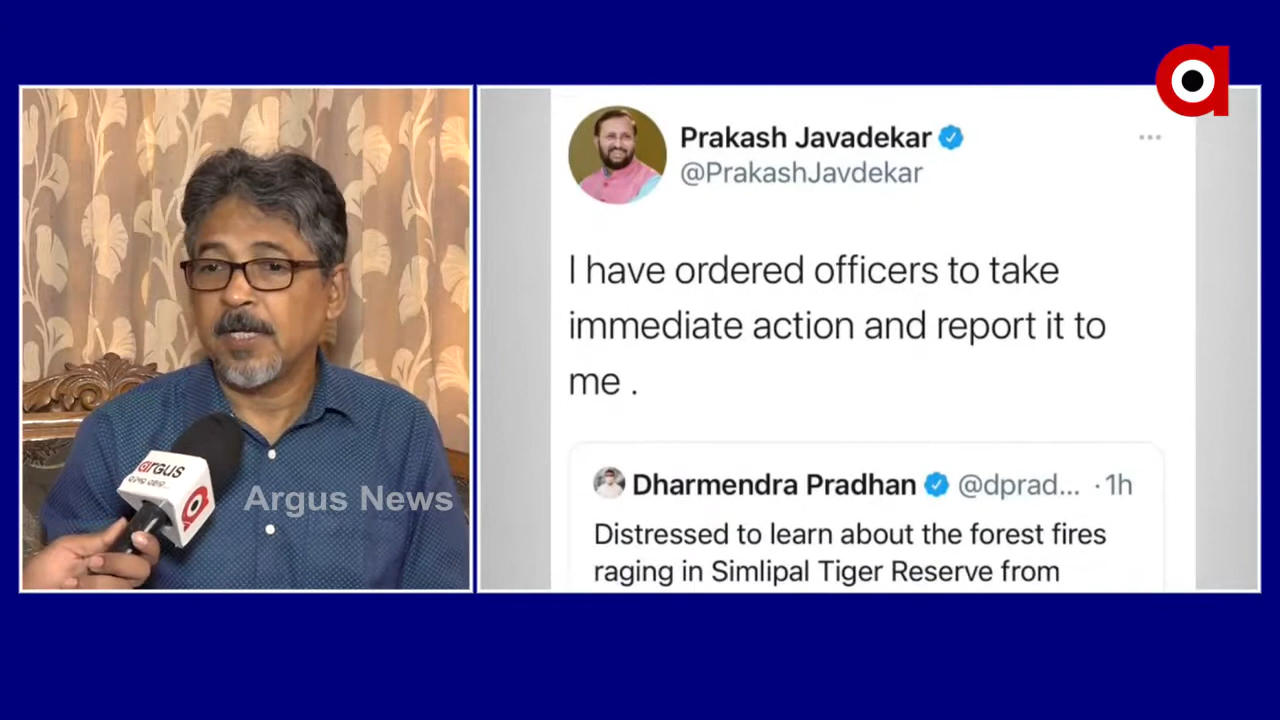 argus
Argus News
Prakash Javadekar
@PrakashJavdekar
I have ordered officers to take
immediate action and report it to
me .
Dharmendra Pradhan @dprad... · 1h
Distressed to learn about the forest fires
raging in Simlipal Tiger Reserve from